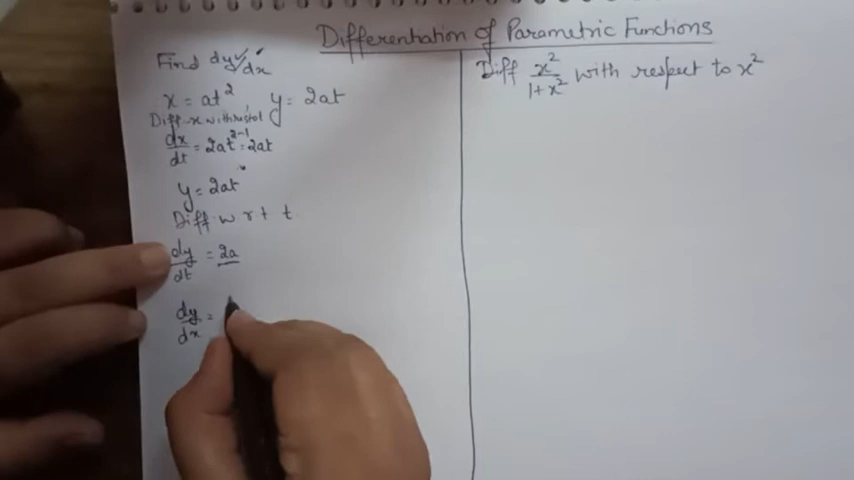 Differentiation of Parametric Functions
Find dy/dx
x = at², y = 2at
Diff x with res to t
dx/dt = 2at²⁻¹ = 2at
y = 2at
Diff w r t t
dy/dt = 2a
dy/dx =
Diff x²/1+x² with respect to x²